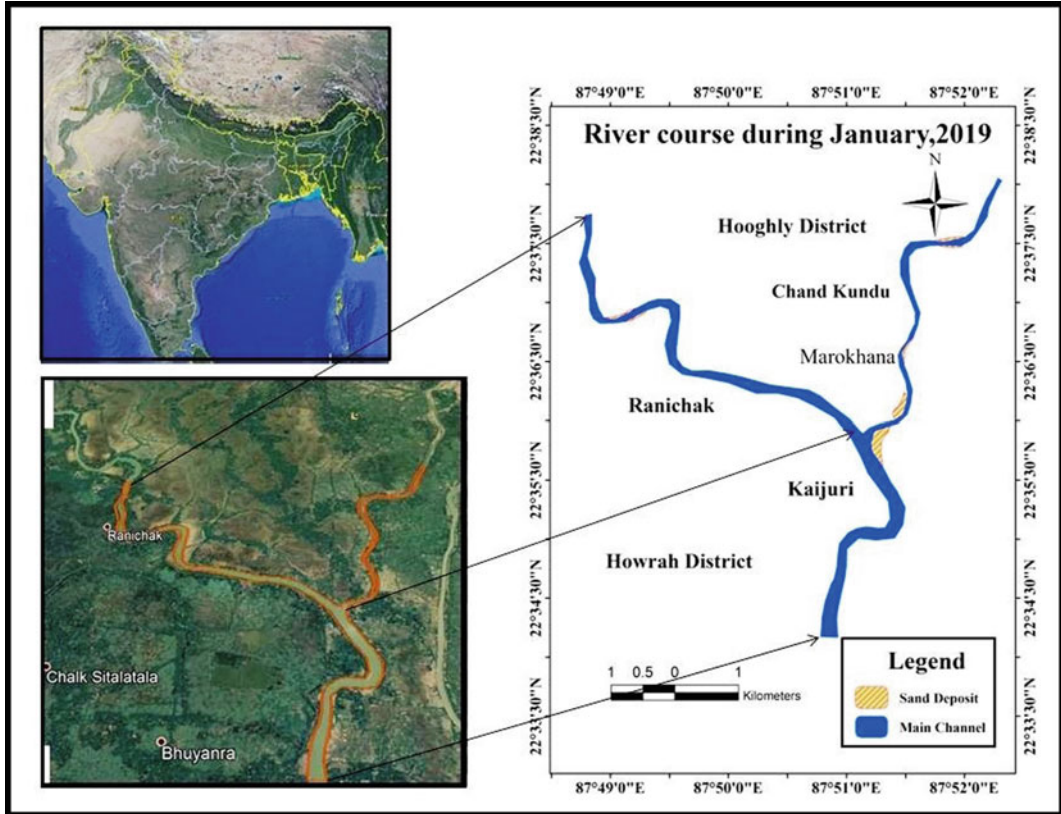 Ranichak
Chalk Sitalatala
Bhuyanra
87°49'0"E 87°50'0"E 87°51'0"E 87°52'0"E
River course during January,2019
N
Hooghly District
Chand Kundu
Marokhana
Ranichak
Kaijuri
Howrah District
22°38'30"N
22°37'30"N
22°36'30"N
22°35'30"N
22°34'30"N
22°33'30"N
22°38'30"N
22°37'30"N
22°36'30"N
22°35'30"N
22°34'30"N
22°33'30"N
1 0.5 0 1
Kilometers
Legend
Sand Deposit
Main Channel
87°49'0"E 87°50'0"E 87°51'0"E 87°52'0"E